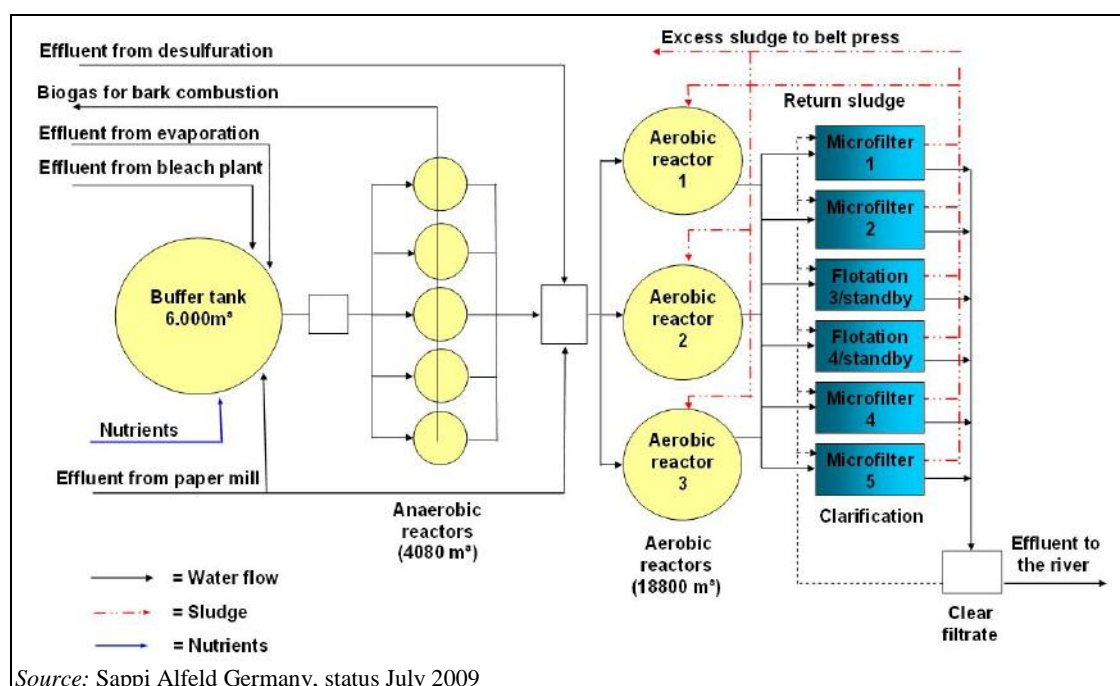 Effluent from desulfuration
Excess sludge to belt press
Biogas for bark combustion
Return sludge
Effluent from evaporation
Effluent from bleach plant
Buffer tank
6.000m³
Nutrients
Effluent from paper mill
Anaerobic
reactors
(4080 m³)
Aerobic
reactor
1
Aerobic
reactor
2
Aerobic
reactor
3
Aerobic
reactors
(18800 m³)
Microfilter
1
Microfilter
2
Flotation
3/standby
Flotation
4/standby
Microfilter
4
Microfilter
5
Clarification
Effluent to
the river
Clear
filtrate
= Water flow
= Sludge
= Nutrients
Source: Sappi Alfeld Germany, status July 2009